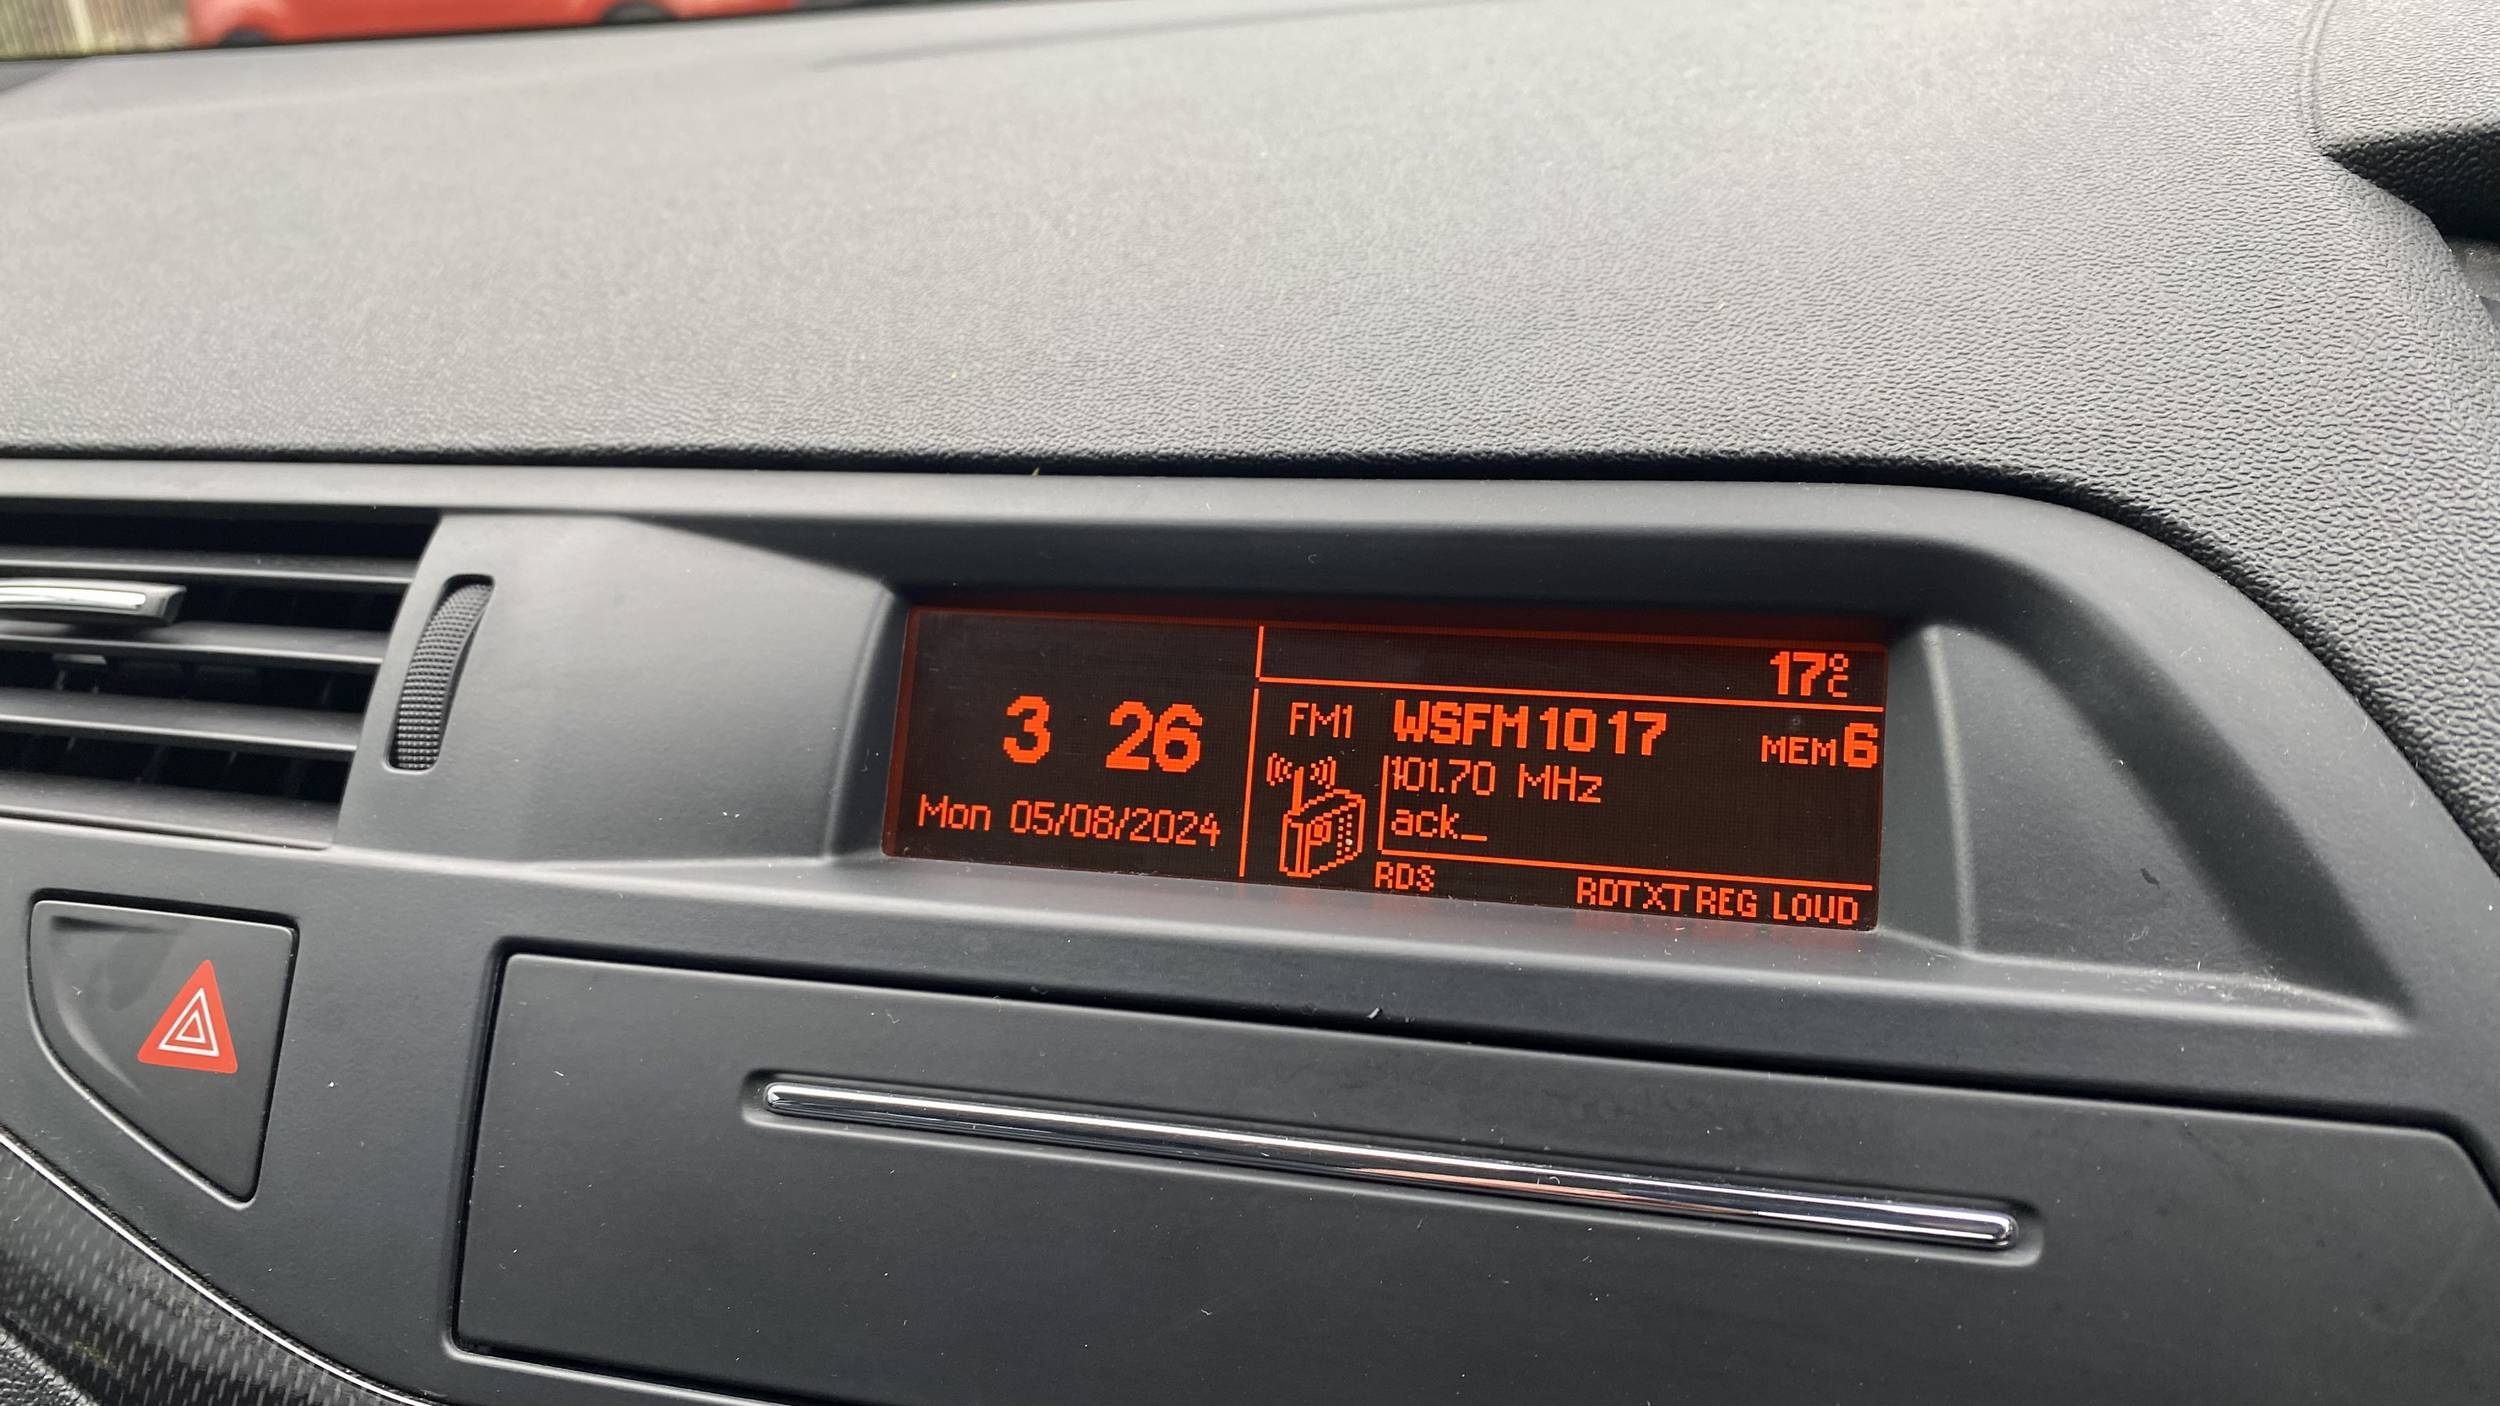 3 26
Mon 05/08/2024
17°C
FM1 WSFM1017 MEM6
101.70 MHz
ack_
RDS RDTXT REG LOUD